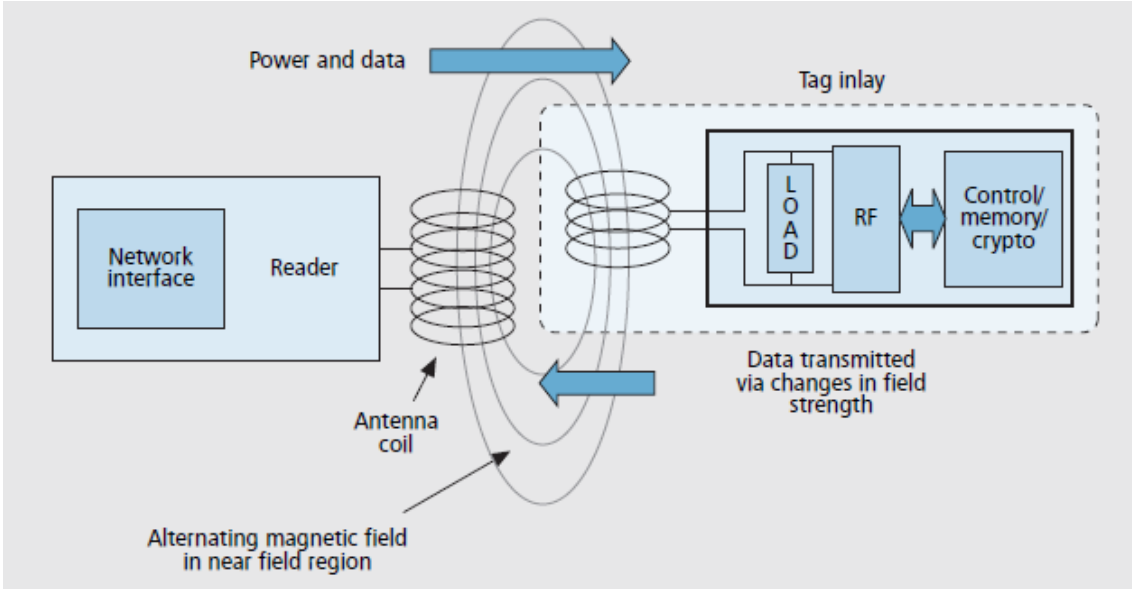 Power and data
Tag inlay
Network
interface
Reader
LOAD
RF
Control/
memory/
crypto
Antenna
coil
Data transmitted
via changes in field
strength
Alternating magnetic field
in near field region